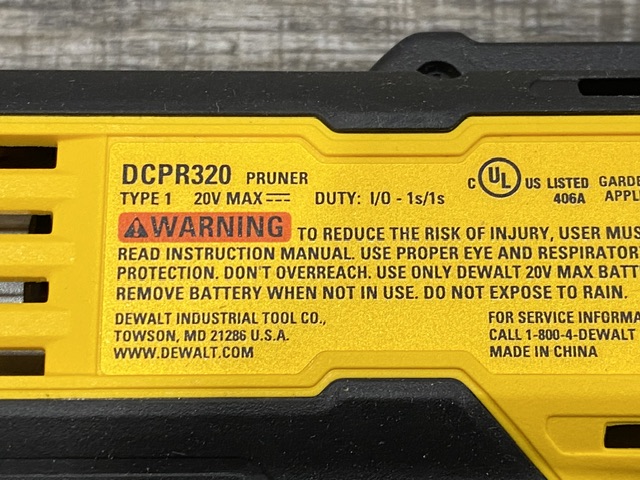 DCPR320 PRUNER
TYPE 1 20V MAX DUTY: I/O - 1s/1s
C UL US LISTED
406A
GARDE
APPL
WARNING TO REDUCE THE RISK OF INJURY, USER MUS
READ INSTRUCTION MANUAL. USE PROPER EYE AND RESPIRATOR
PROTECTION. DON'T OVERREACH. USE ONLY DEWALT 20V MAX BATT
REMOVE BATTERY WHEN NOT IN USE. DO NOT EXPOSE TO RAIN.
DEWALT INDUSTRIAL TOOL CO.,
TOWSON, MD 21286 U.S.A.
WWW.DEWALT.COM
FOR SERVICE INFORMA
CALL 1-800-4-DEWALT
MADE IN CHINA